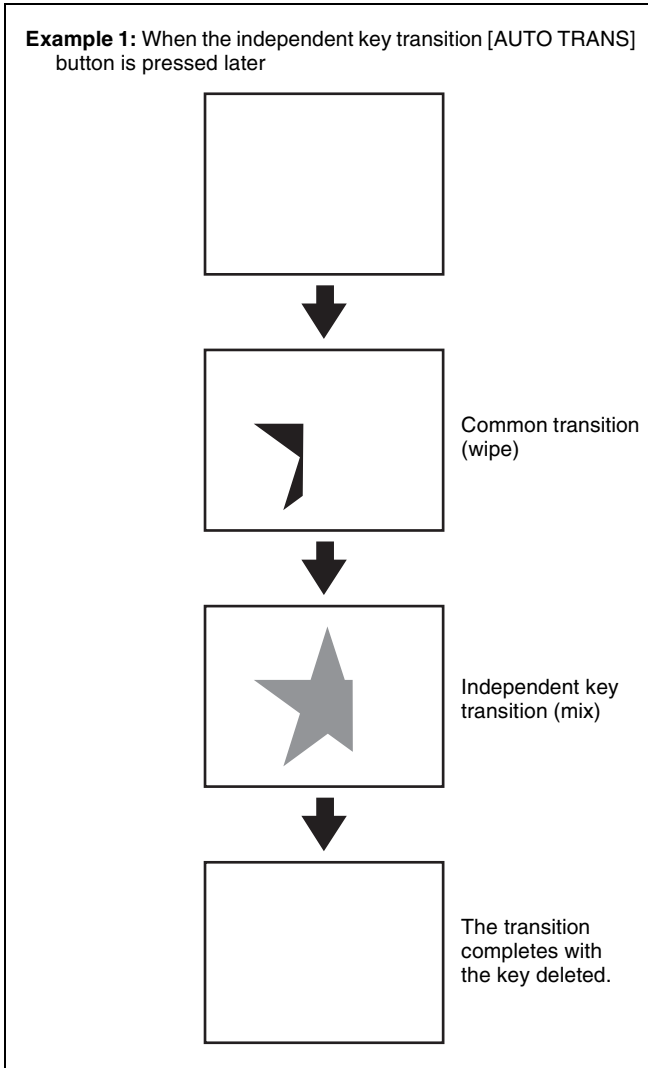 Example 1: When the independent key transition [AUTO TRANS]
button is pressed later
Common transition
(wipe)
Independent key
transition (mix)
The transition
completes with
the key deleted.